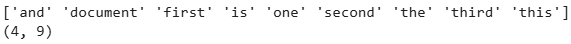 ['and' 'document' 'first' 'is' 'one' 'second' 'the' 'third' 'this']
(4, 9)